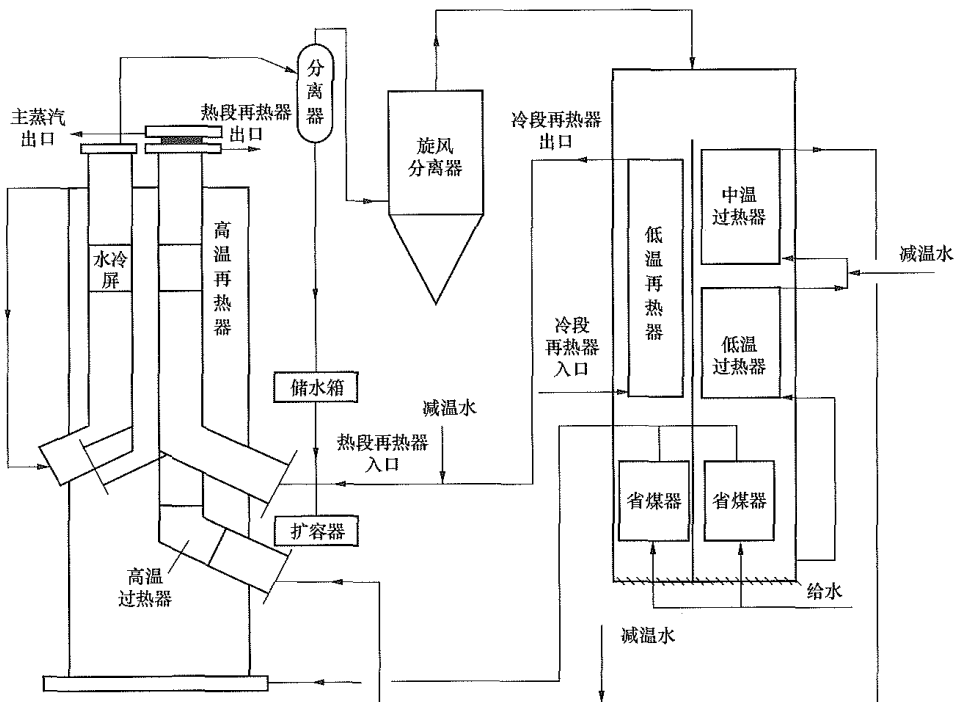 分
离
器
主蒸汽
出口
热段再热器
出口
旋风
分离器
冷段再热器
出口
中温
过热器
高
温
再
热
器
水冷
屏
低
温
再
热
器
减温水
低温
过热器
冷段
再热器
入口
储水箱
减温水
热段再热器
入口
省煤器
省煤器
扩容器
高温
过热器
给水
减温水